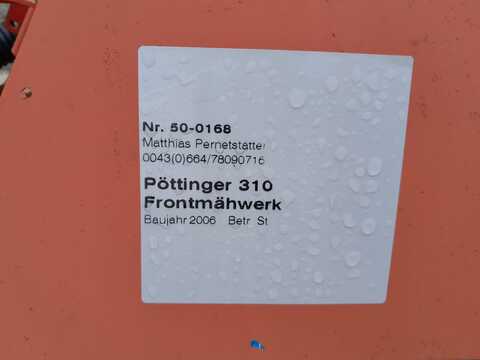 Nr. 50-0168
Matthias Pernetstätter
0043(0)664/78090716
Pöttinger 310
Frontmähwerk
Baujahr 2006 Betr. St